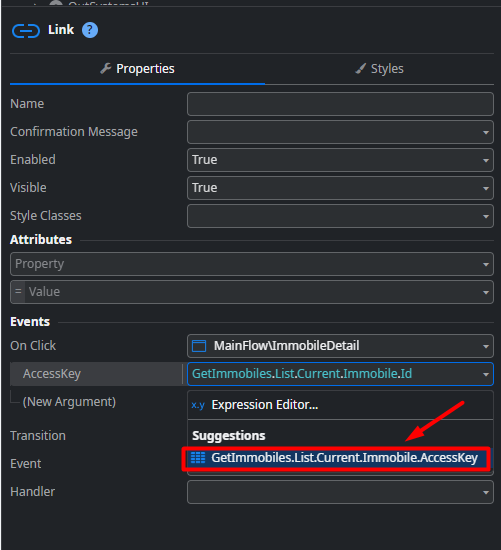 OutSystemsUI
Link ?
Properties Styles
Name
Confirmation Message
Enabled True
Visible True
Style Classes
Attributes
Property
= Value
Events
On Click MainFlow\ImmobileDetail
AccessKey GetImmobiles.List.Current.Immobile.Id
(New Argument) x.y Expression Editor...
Transition Suggestions
Event GetImmobiles.List.Current.Immobile.AccessKey
Handler